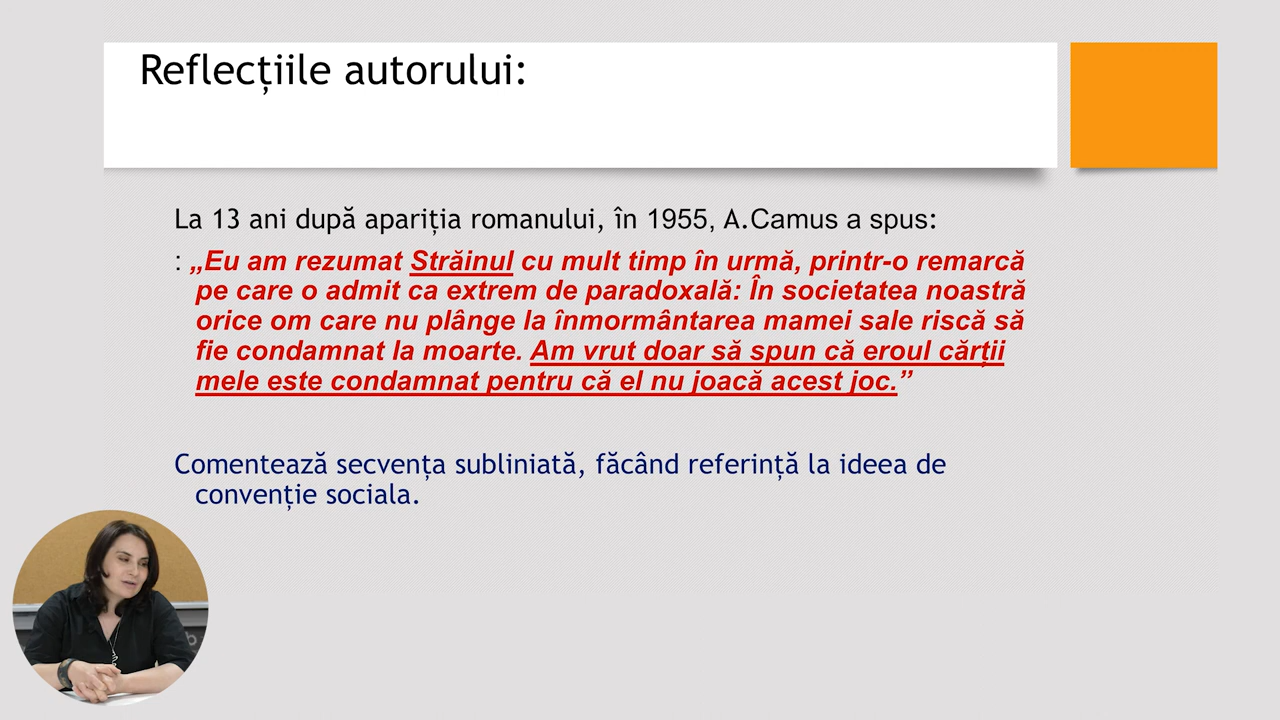 Reflecțiile autorului:
La 13 ani după apariția romanului, în 1955, A.Camus a spus:
: „Eu am rezumat Străinul cu mult timp în urmă, printr-o remarcă
pe care o admit ca extrem de paradoxală: În societatea noastră
orice om care nu plânge la înmormântarea mamei sale riscă să
fie condamnat la moarte. Am vrut doar să spun că eroul cărții
mele este condamnat pentru că el nu joacă acest joc.”
Comentează secvența subliniată, făcând referință la ideea de
convenție sociala.
b